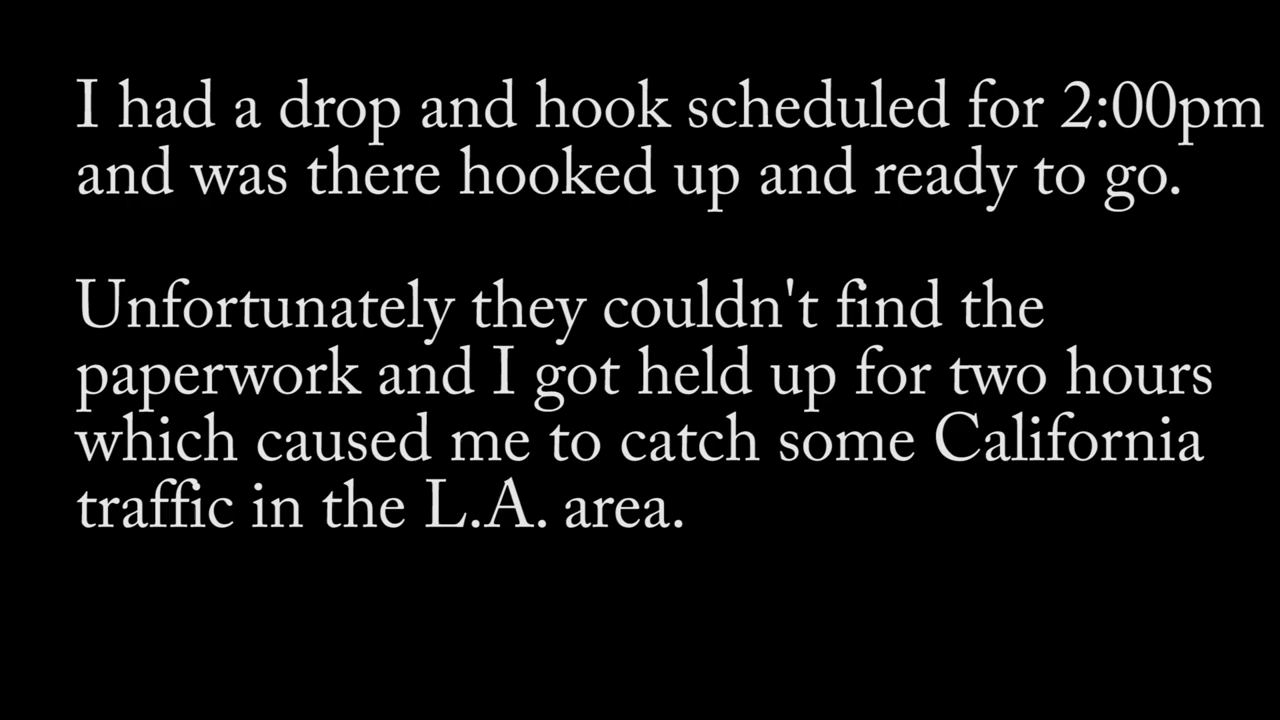 I had a drop and hook scheduled for 2:00pm
and was there hooked up and ready to go.
Unfortunately they couldn't find the
paperwork and I got held up for two hours
which caused me to catch some California
traffic in the L.A. area.